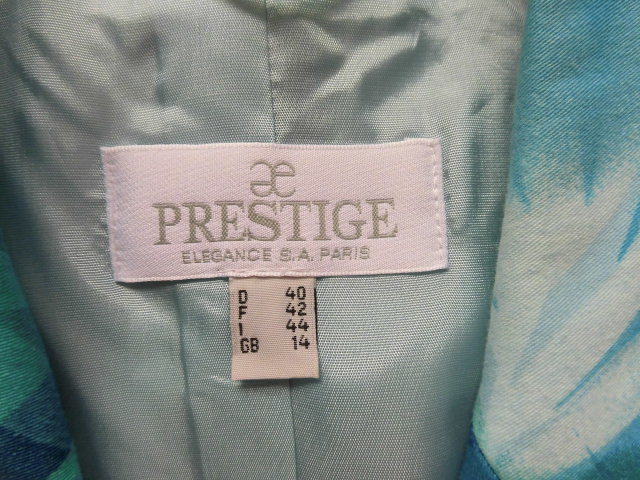 æ
PRESTIGE
ELEGANCE S.A. PARIS
D 40
F 42
I 44
GB 14